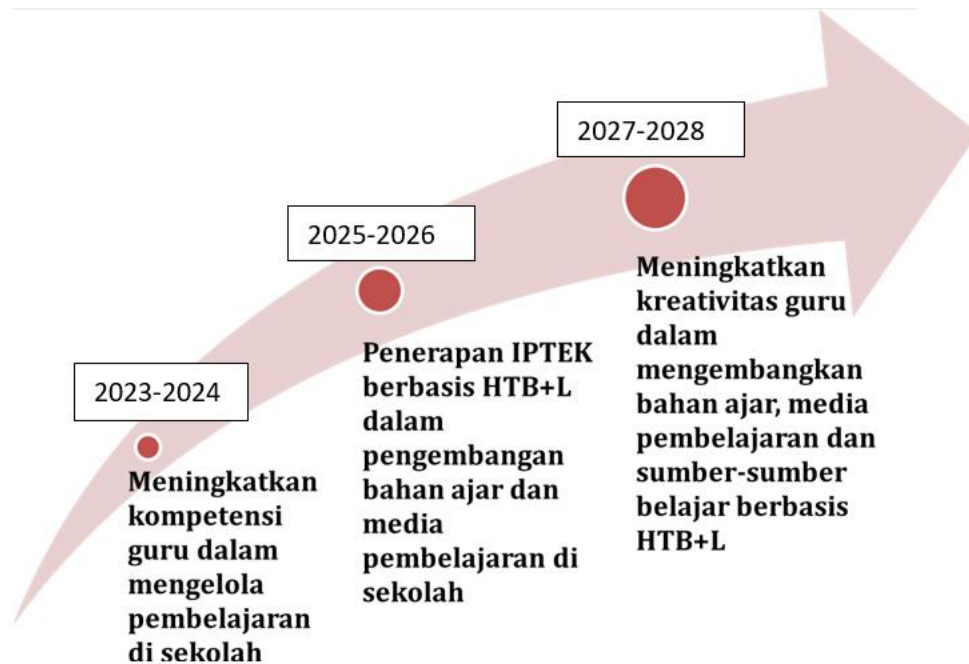 2023-2024
Meningkatkan
kompetensi
guru dalam
mengelola
pembelajaran
di sekolah
2025-2026
Penerapan IPTEK
berbasis HTB+L
dalam
pengembangan
bahan ajar dan
media
pembelajaran di
sekolah
2027-2028
Meningkatkan
kreativitas guru
dalam
mengembangkan
bahan ajar, media
pembelajaran dan
sumber-sumber
belajar berbasis
HTB+L